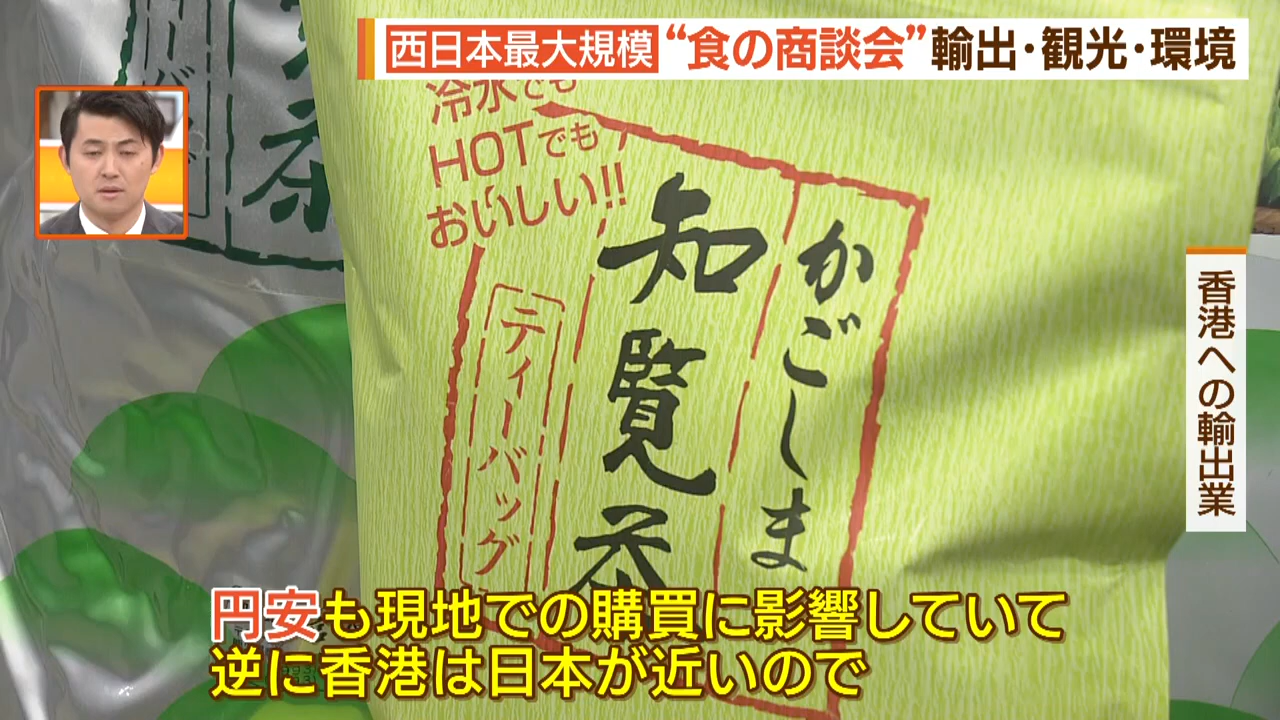 西日本最大規模 “食の商談会” 輸出・観光・環境
冷水でも
HOTでも
おいしい!!
かごしま
知覧茶
ティーバッグ
茶
香港への輸出業
円安も現地での購買に影響していて
逆に香港は日本が近いので